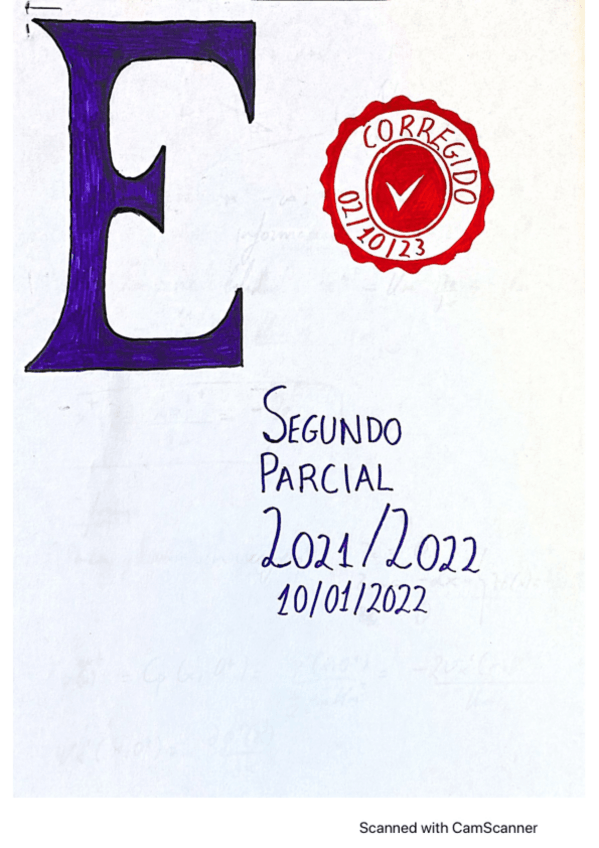 E
CORREGIDO
02/10/23
SEGUNDO
PARCIAL
2021/2022
10/01/2022
Scanned with CamScanner